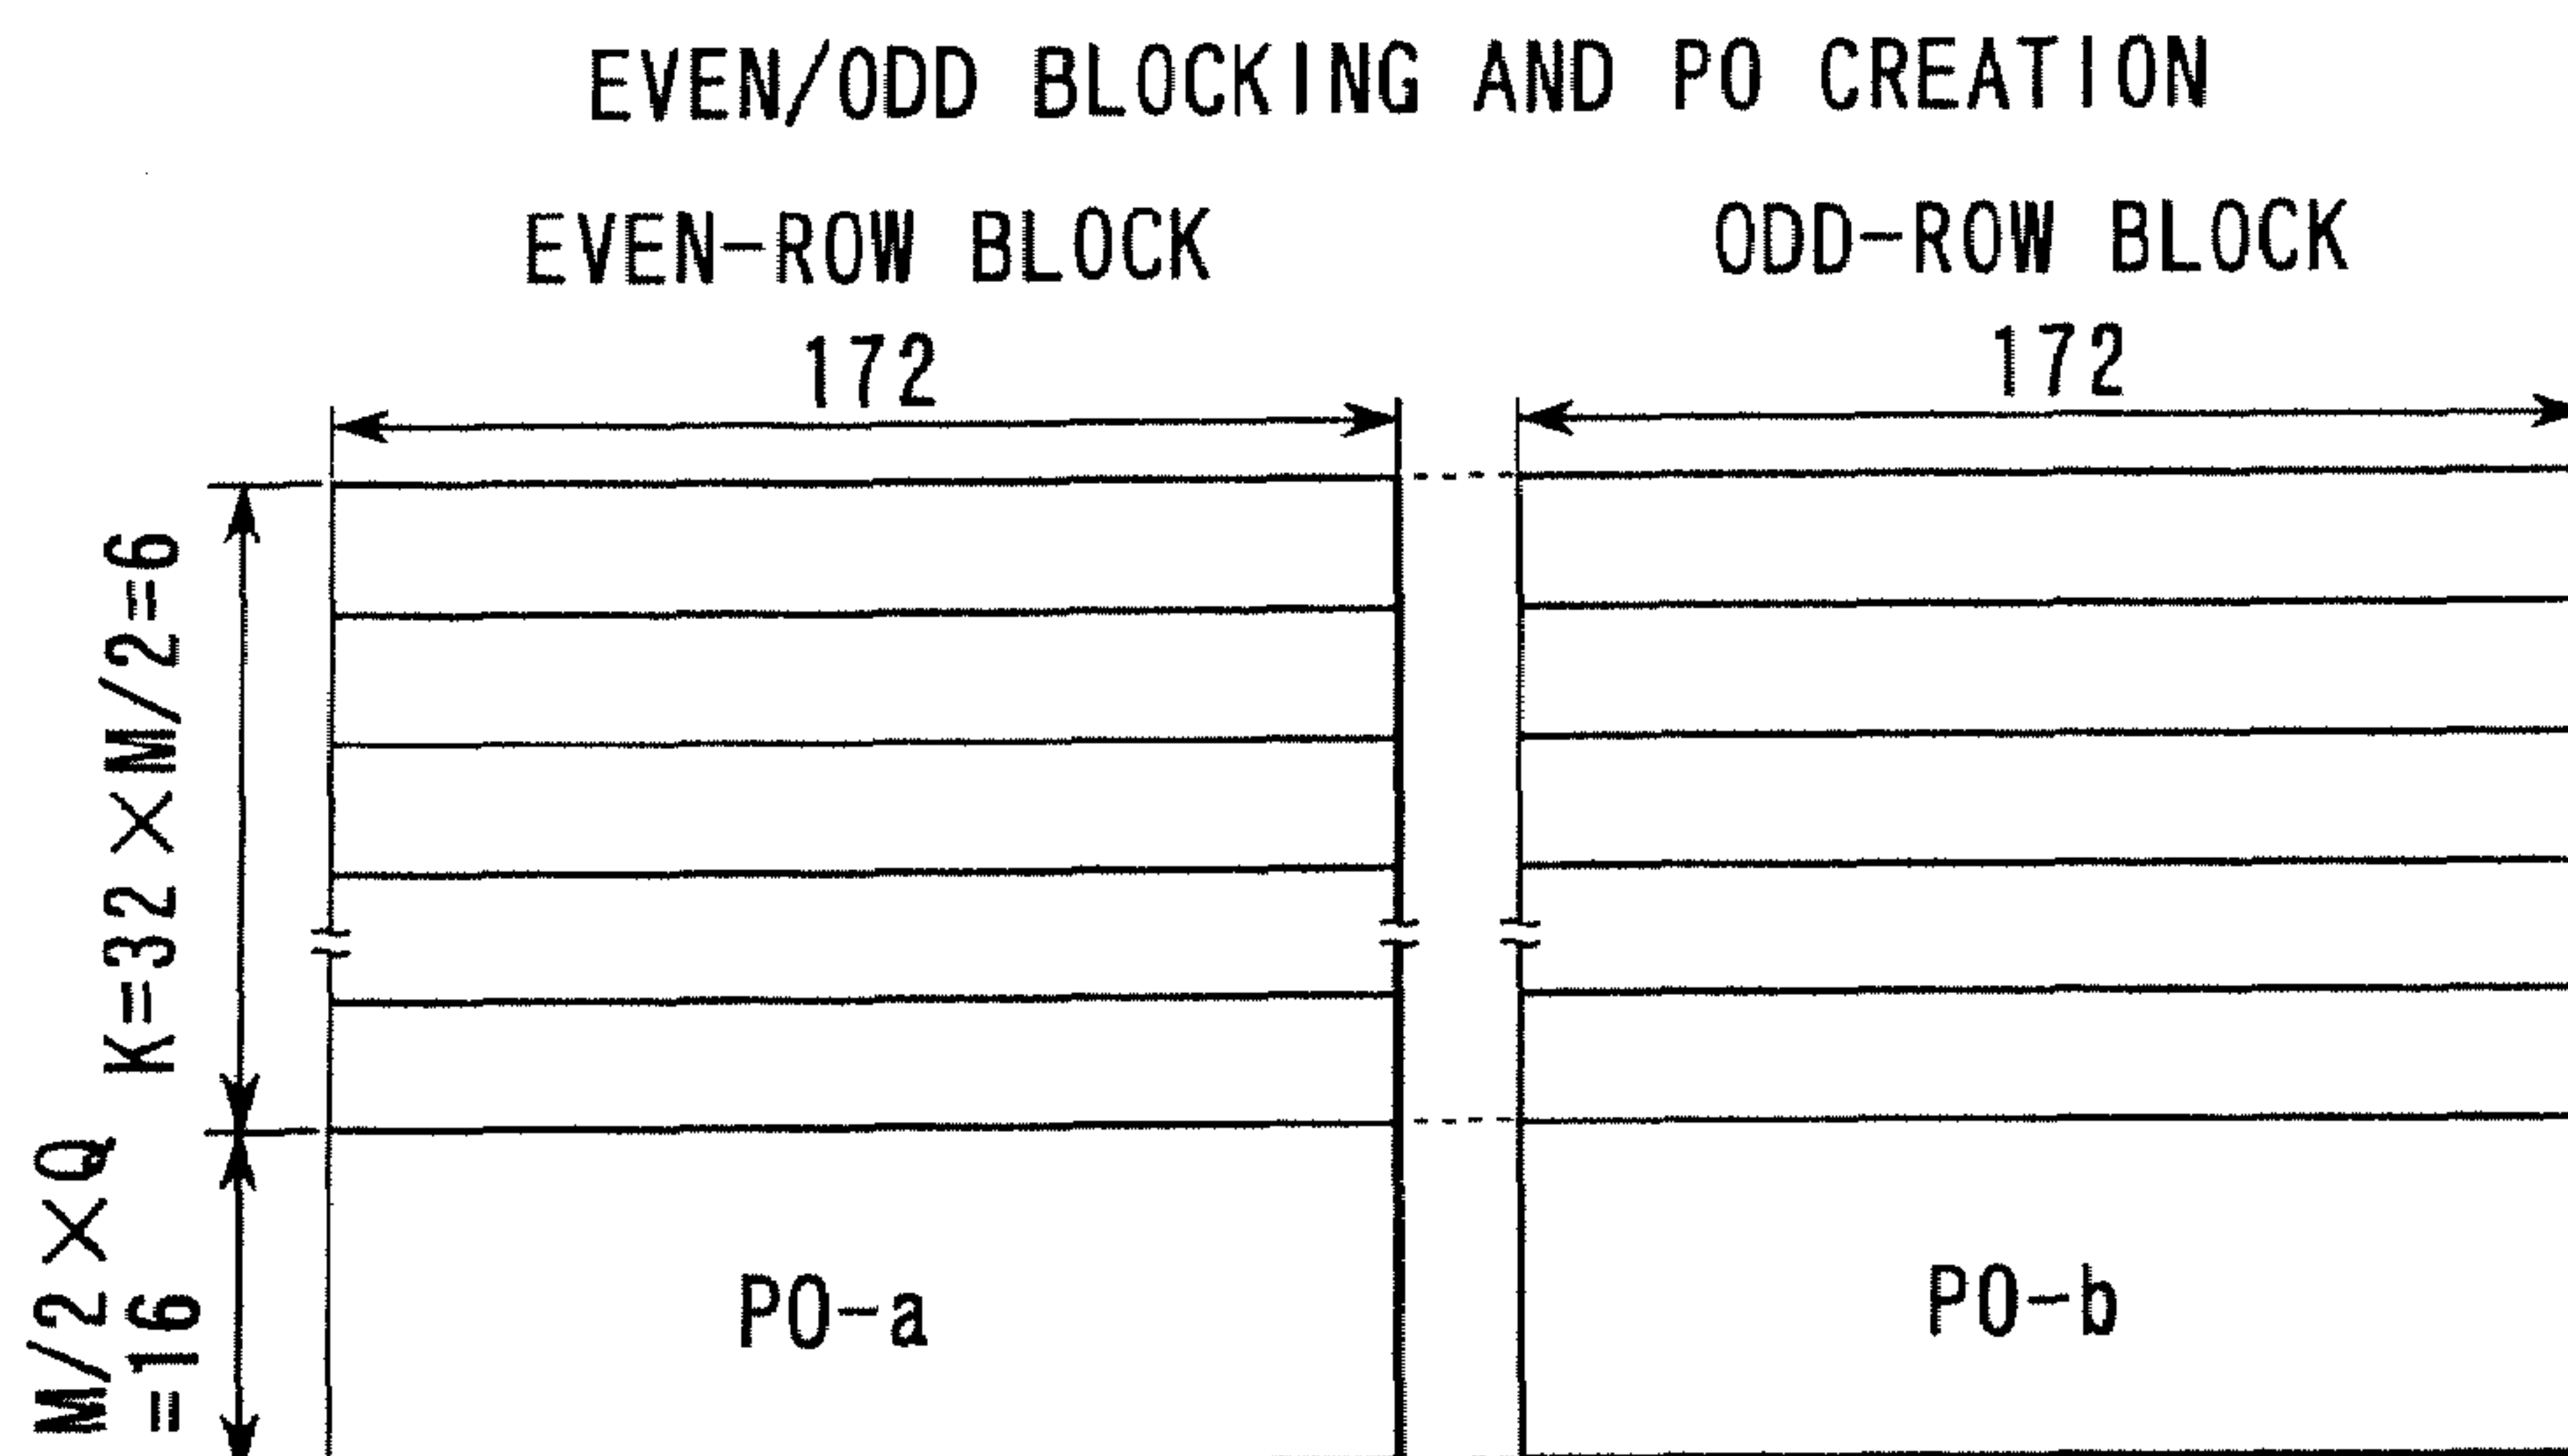 EVEN/ODD BLOCKING AND PO CREATION
EVEN-ROW BLOCK
ODD-ROW BLOCK
172
172
K=32×M/2=6
M/2×Q
=16
PO-a
PO-b